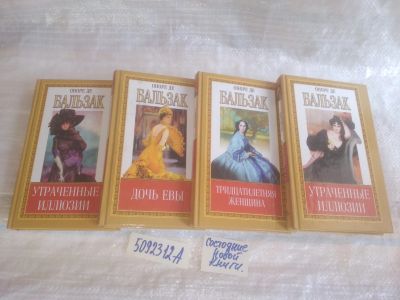 ОНОРЕ ДЕ
БАЛЬЗАК
УТРАЧЕННЫЕ
ИЛЛЮЗИИ
ОНОРЕ ДЕ
БАЛЬЗАК
ДОЧЬ ЕВЫ
ОНОРЕ ДЕ
БАЛЬЗАК
ТРИДЦАТИЛЕТНЯЯ
ЖЕНЩИНА
ОНОРЕ ДЕ
БАЛЬЗАК
УТРАЧЕННЫЕ
ИЛЛЮЗИИ
5092312А
состояние
новой
книги.